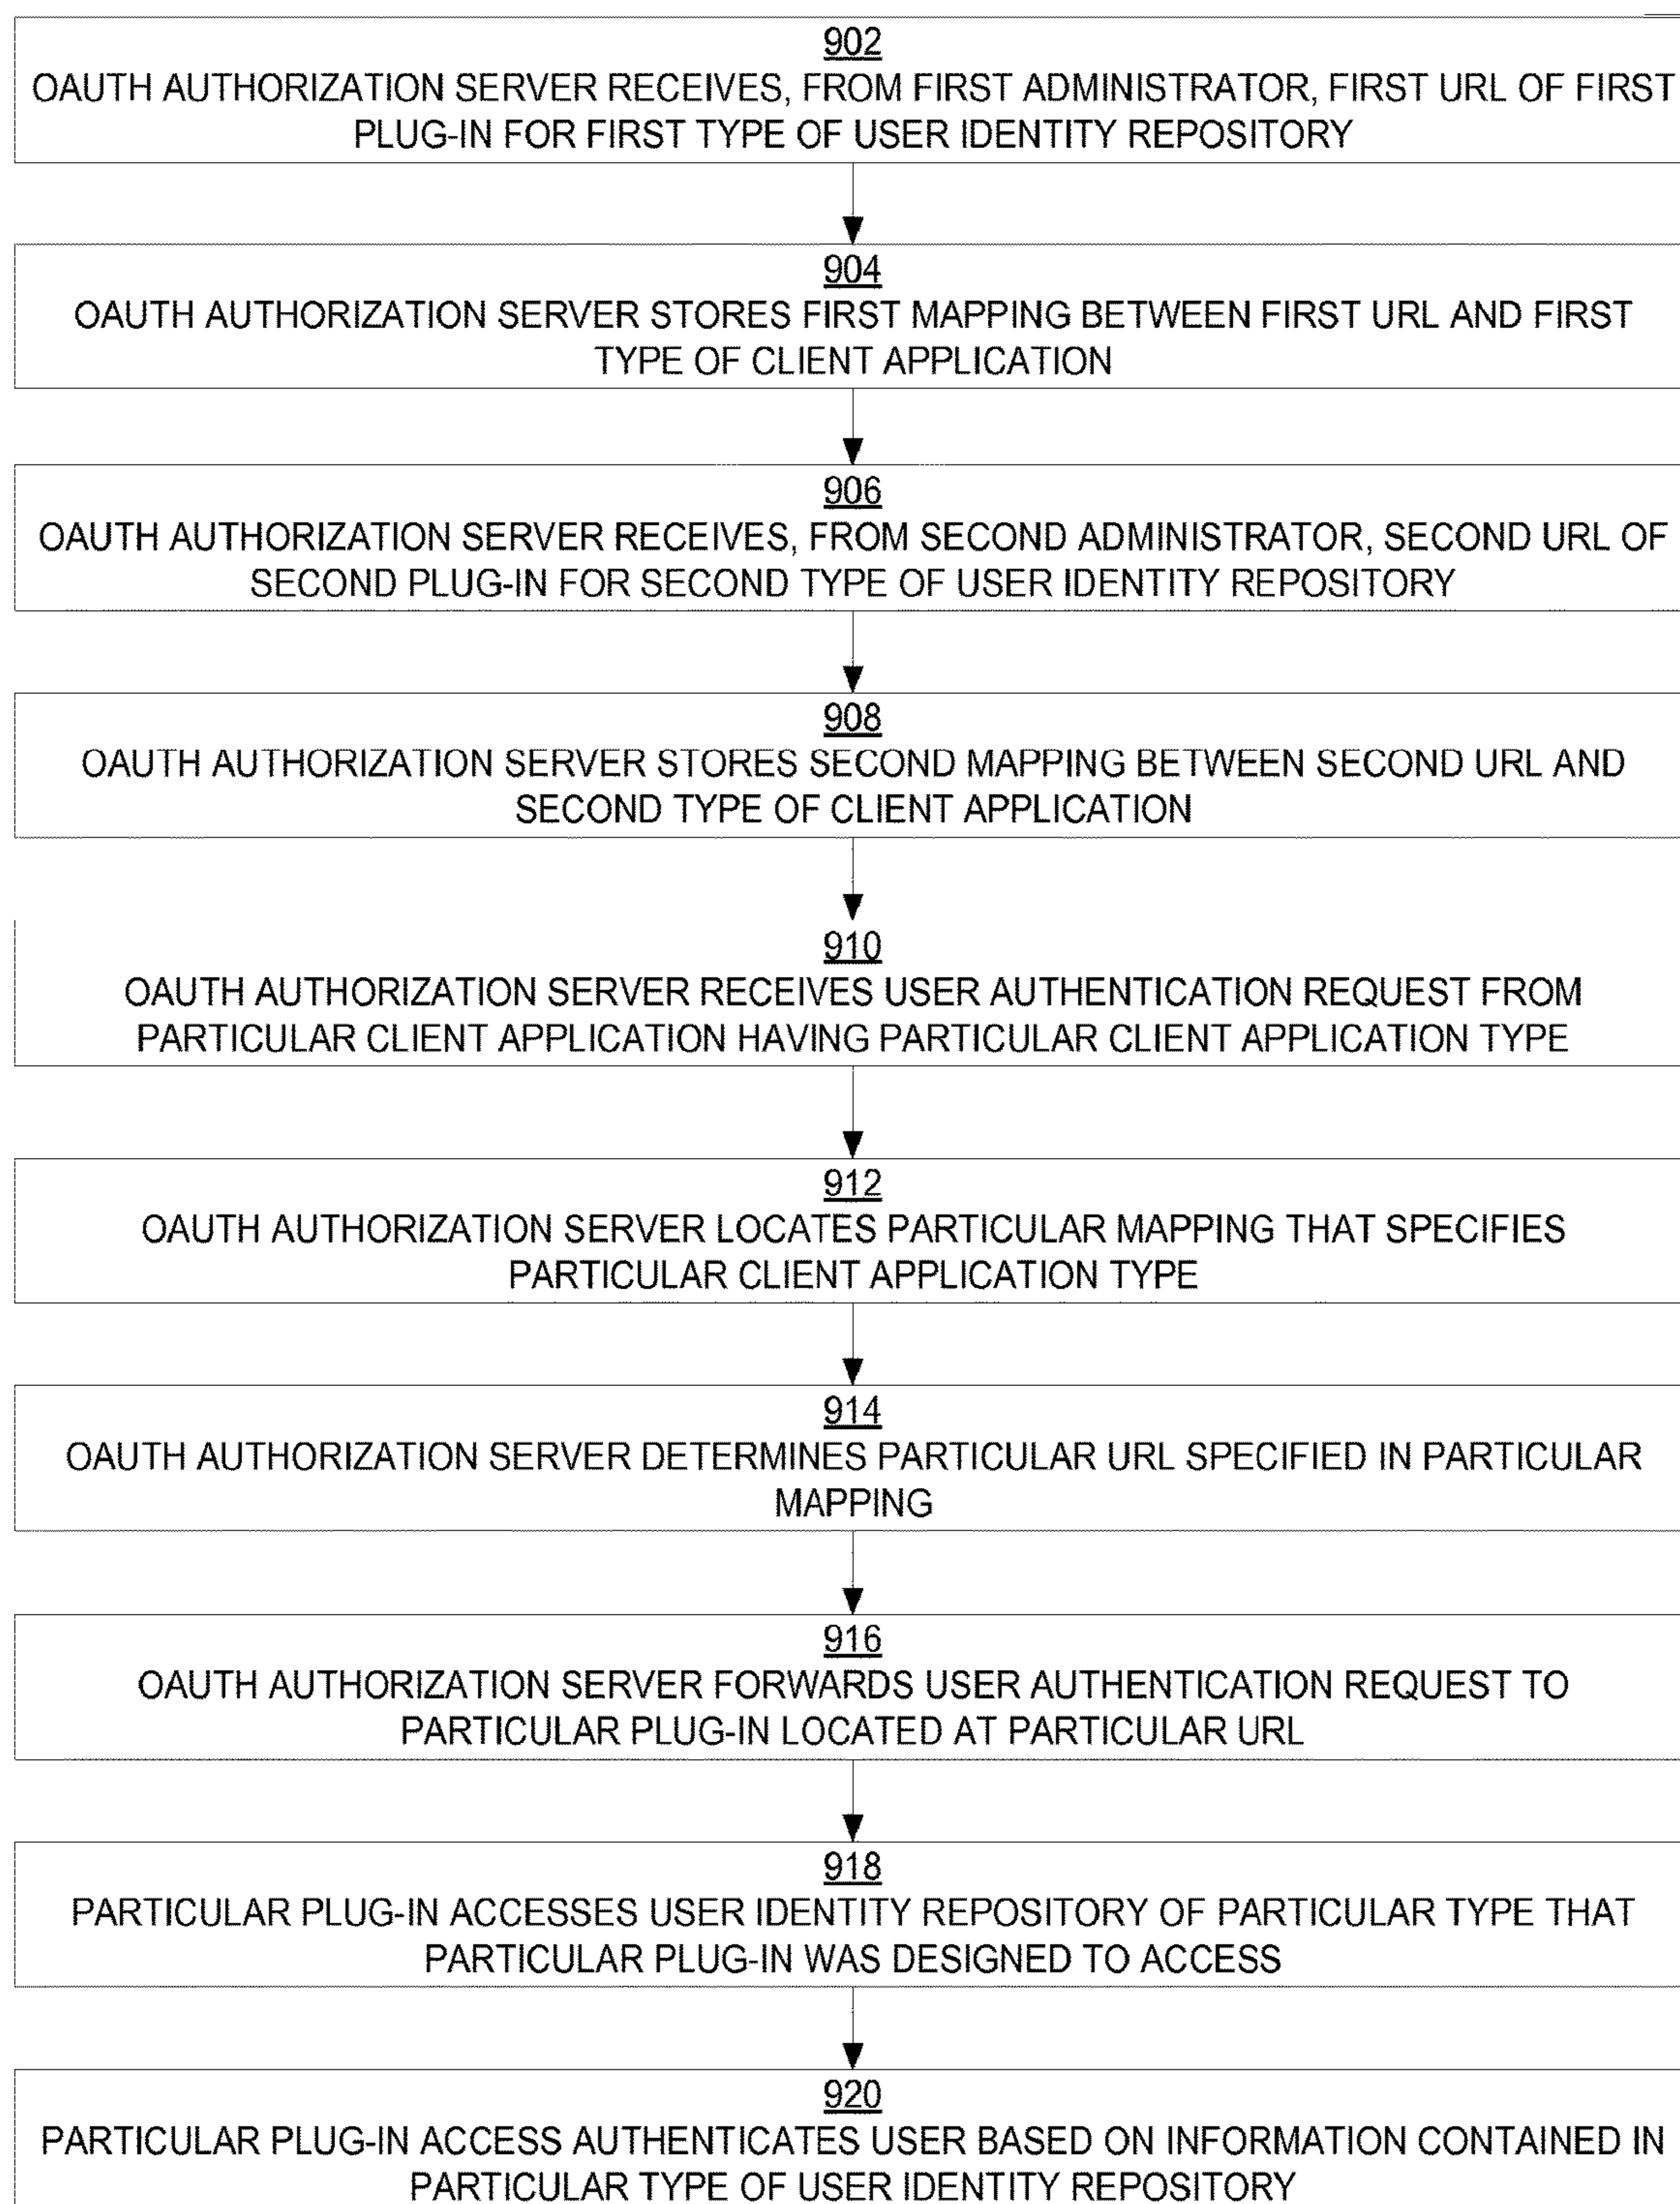 902
OAUTH AUTHORIZATION SERVER RECEIVES, FROM FIRST ADMINISTRATOR, FIRST URL OF FIRST
PLUG-IN FOR FIRST TYPE OF USER IDENTITY REPOSITORY
904
OAUTH AUTHORIZATION SERVER STORES FIRST MAPPING BETWEEN FIRST URL AND FIRST
TYPE OF CLIENT APPLICATION
906
OAUTH AUTHORIZATION SERVER RECEIVES, FROM SECOND ADMINISTRATOR, SECOND URL OF
SECOND PLUG-IN FOR SECOND TYPE OF USER IDENTITY REPOSITORY
908
OAUTH AUTHORIZATION SERVER STORES SECOND MAPPING BETWEEN SECOND URL AND
SECOND TYPE OF CLIENT APPLICATION
910
OAUTH AUTHORIZATION SERVER RECEIVES USER AUTHENTICATION REQUEST FROM
PARTICULAR CLIENT APPLICATION HAVING PARTICULAR CLIENT APPLICATION TYPE
912
OAUTH AUTHORIZATION SERVER LOCATES PARTICULAR MAPPING THAT SPECIFIES
PARTICULAR CLIENT APPLICATION TYPE
914
OAUTH AUTHORIZATION SERVER DETERMINES PARTICULAR URL SPECIFIED IN PARTICULAR
MAPPING
916
OAUTH AUTHORIZATION SERVER FORWARDS USER AUTHENTICATION REQUEST TO
PARTICULAR PLUG-IN LOCATED AT PARTICULAR URL
918
PARTICULAR PLUG-IN ACCESSES USER IDENTITY REPOSITORY OF PARTICULAR TYPE THAT
PARTICULAR PLUG-IN WAS DESIGNED TO ACCESS
920
PARTICULAR PLUG-IN ACCESS AUTHENTICATES USER BASED ON INFORMATION CONTAINED IN
PARTICULAR TYPE OF USER IDENTITY REPOSITORY